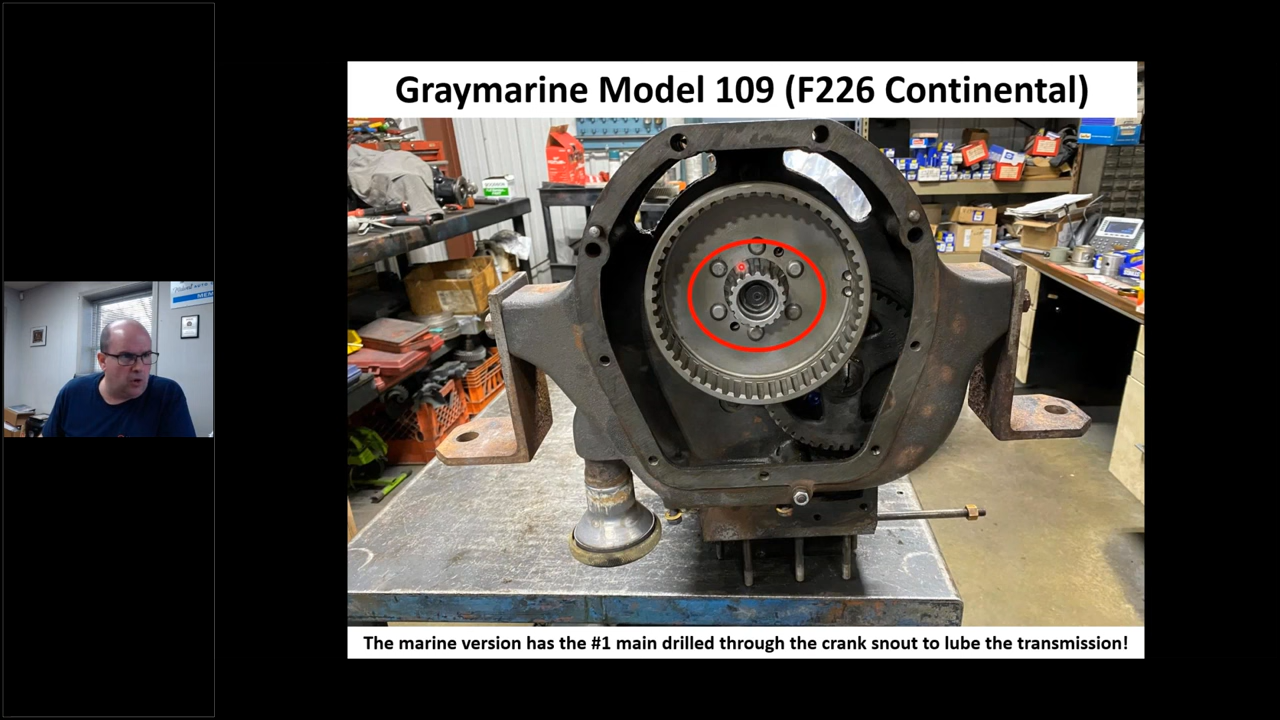 Graymarine Model 109 (F226 Continental)
The marine version has the #1 main drilled through the crank snout to lube the transmission!